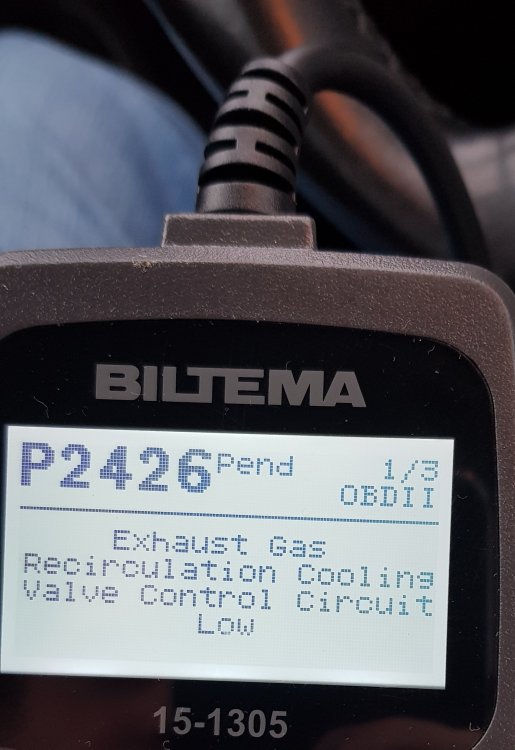 BILTEMA
P2426 Pend 1/3
OBDII
Exhaust Gas
Recirculation Cooling
Valve Control Circuit
Low
15-1305